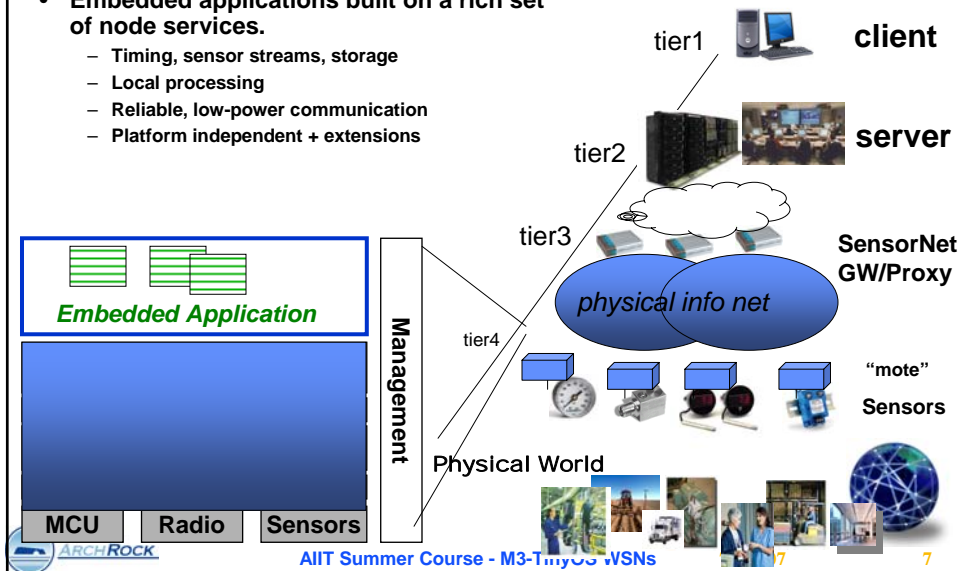 • Embedded applications built on a rich set
of node services.
– Timing, sensor streams, storage
– Local processing
– Reliable, low-power communication
– Platform independent + extensions
tier1
client
tier2
server
tier3
SensorNet
GW/Proxy
physical info net
Embedded Application
Management
tier4
“mote”
Sensors
Physical World
MCU
Radio
Sensors
ARCHROCK
AIIT Summer Course - M3-TinyOS WSNs
07
7